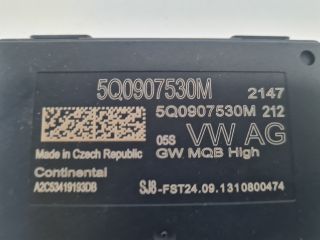 5Q0907530M 2147
5Q0907530M 212
05S VW AG
Made in Czech Republic GW MQB High
Continental
A2C53419193DB SJ8-FST24.09.1310800474